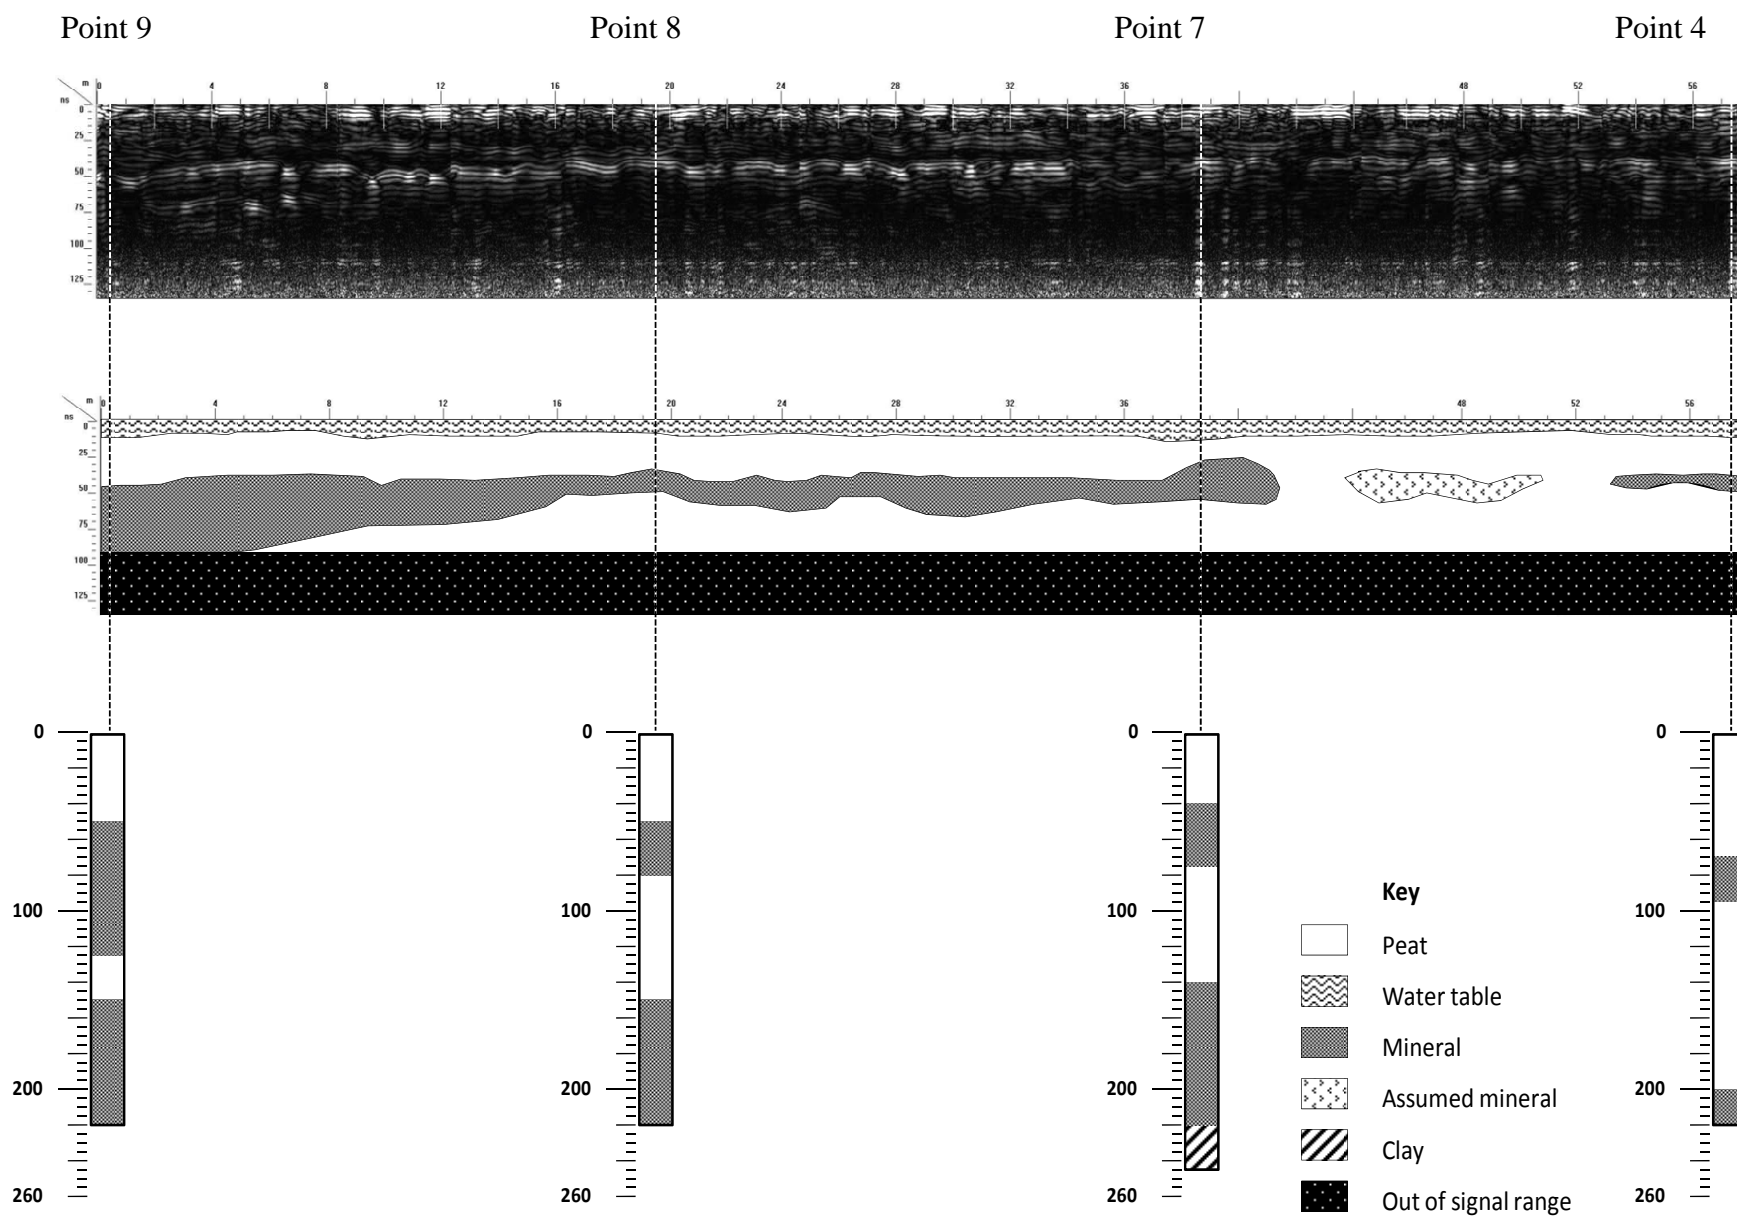 Point 9 Point 8 Point 7 Point 4
m 0 4 8 12 16 20 24 28 32 36 48 52 56
ns
0
25
50
75
100
125
m 0 4 8 12 16 20 24 28 32 36 48 52 56
ns
0
25
50
75
100
125
0 0 0 0
100 100 100 100
200 200 200 200
260 260 260 260
Key
Peat
Water table
Mineral
Assumed mineral
Clay
Out of signal range